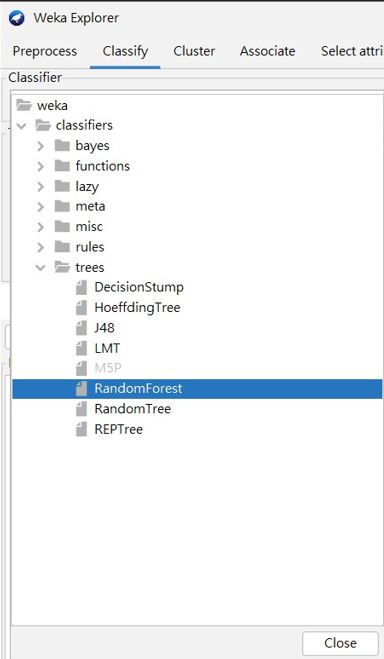 Weka Explorer
Preprocess Classify Cluster Associate Select attri
Classifier
weka
classifiers
bayes
functions
lazy
meta
misc
rules
trees
DecisionStump
HoeffdingTree
J48
LMT
M5P
RandomForest
RandomTree
REPTree
Close